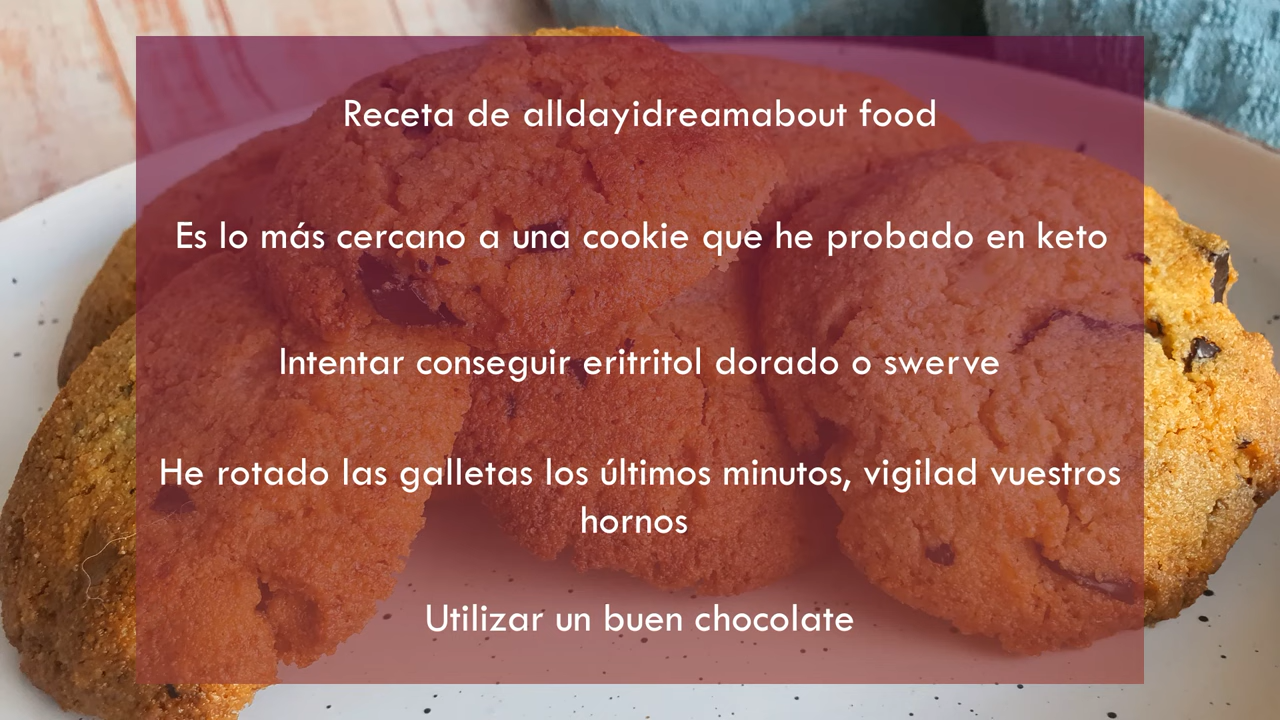 Receta de alldayidreamabout food
Es lo más cercano a una cookie que he probado en keto
Intentar conseguir eritritol dorado o swerve
He rotado las galletas los últimos minutos, vigilad vuestros
hornos
Utilizar un buen chocolate